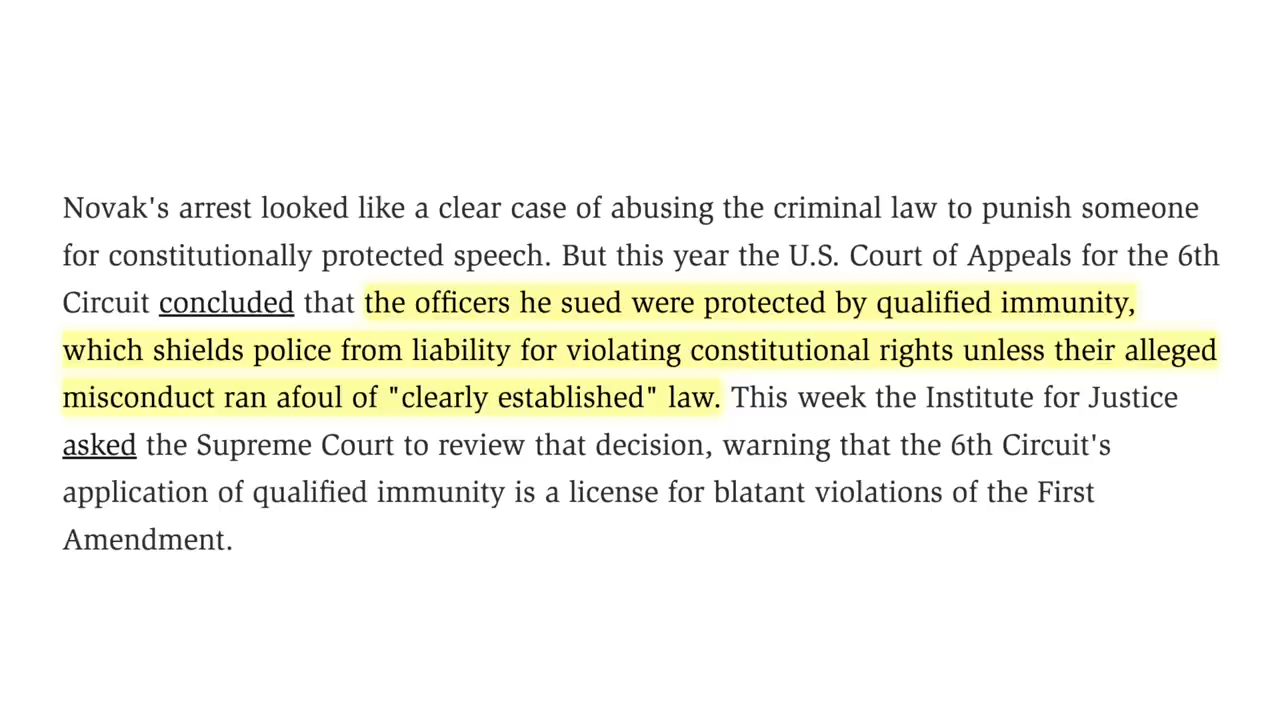 Novak's arrest looked like a clear case of abusing the criminal law to punish someone
for constitutionally protected speech. But this year the U.S. Court of Appeals for the 6th
Circuit concluded that the officers he sued were protected by qualified immunity,
which shields police from liability for violating constitutional rights unless their alleged
misconduct ran afoul of "clearly established" law. This week the Institute for Justice
asked the Supreme Court to review that decision, warning that the 6th Circuit's
application of qualified immunity is a license for blatant violations of the First
Amendment.